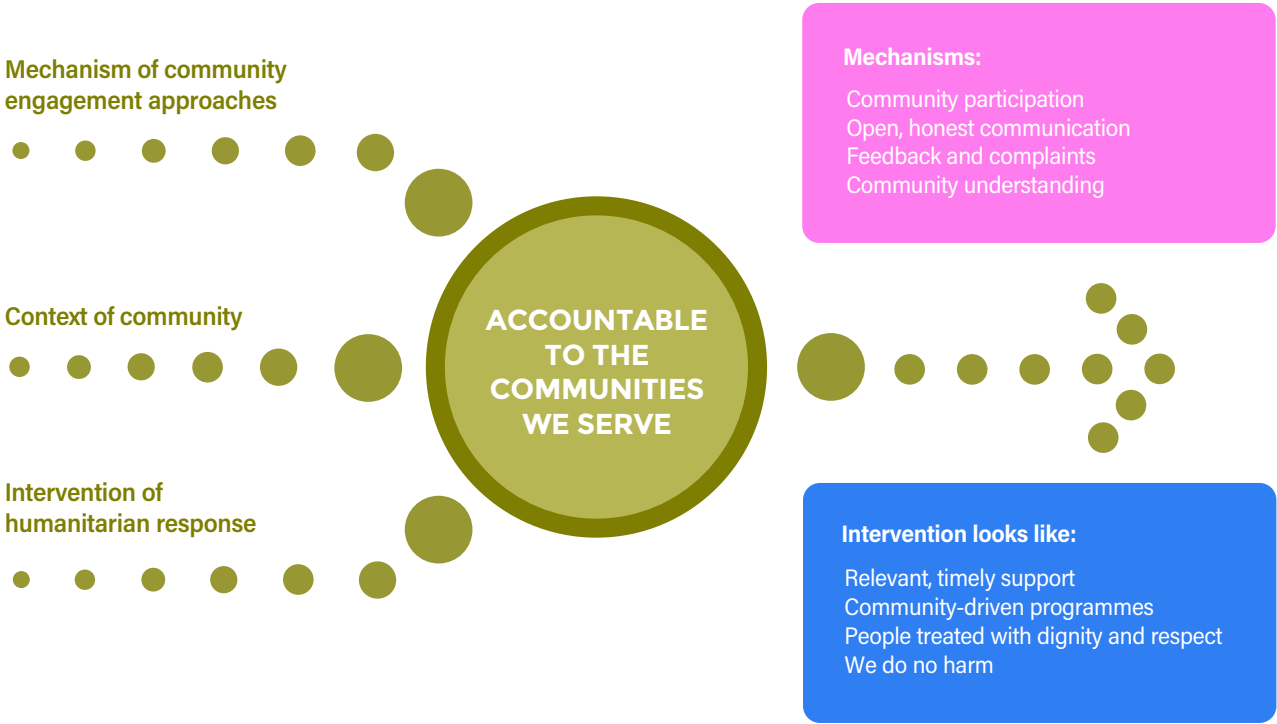 Mechanism of community
engagement approaches
Context of community
Intervention of
humanitarian response
ACCOUNTABLE
TO THE
COMMUNITIES
WE SERVE
Mechanisms:
Community participation
Open, honest communication
Feedback and complaints
Community understanding
Intervention looks like:
Relevant, timely support
Community-driven programmes
People treated with dignity and respect
We do no harm